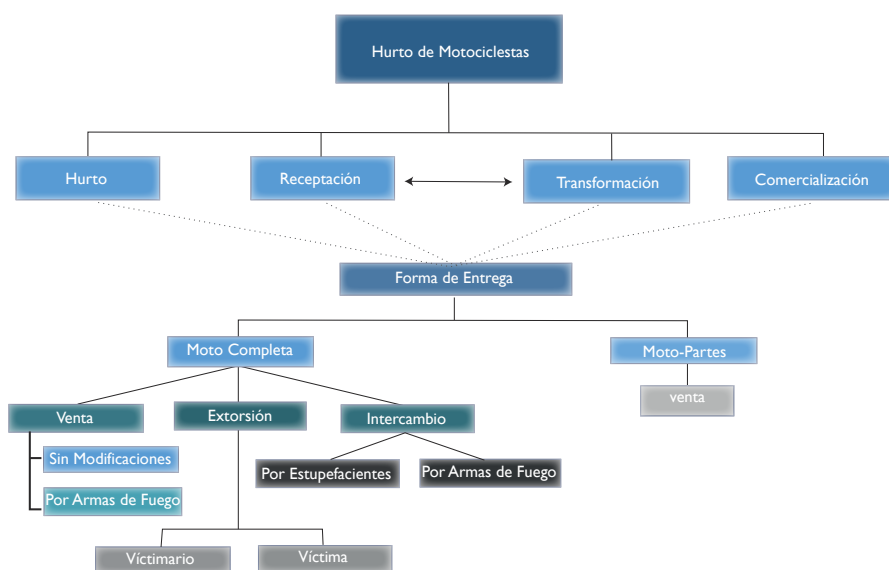 Hurto de Motociclestas
Hurto
Receptación
Transformación
Comercialización
Forma de Entrega
Moto Completa
Moto-Partes
venta
Venta
Extorsión
Intercambio
Sin Modificaciones
Por Estupefacientes
Por Armas de Fuego
Por Armas de Fuego
Víctimario
Víctima